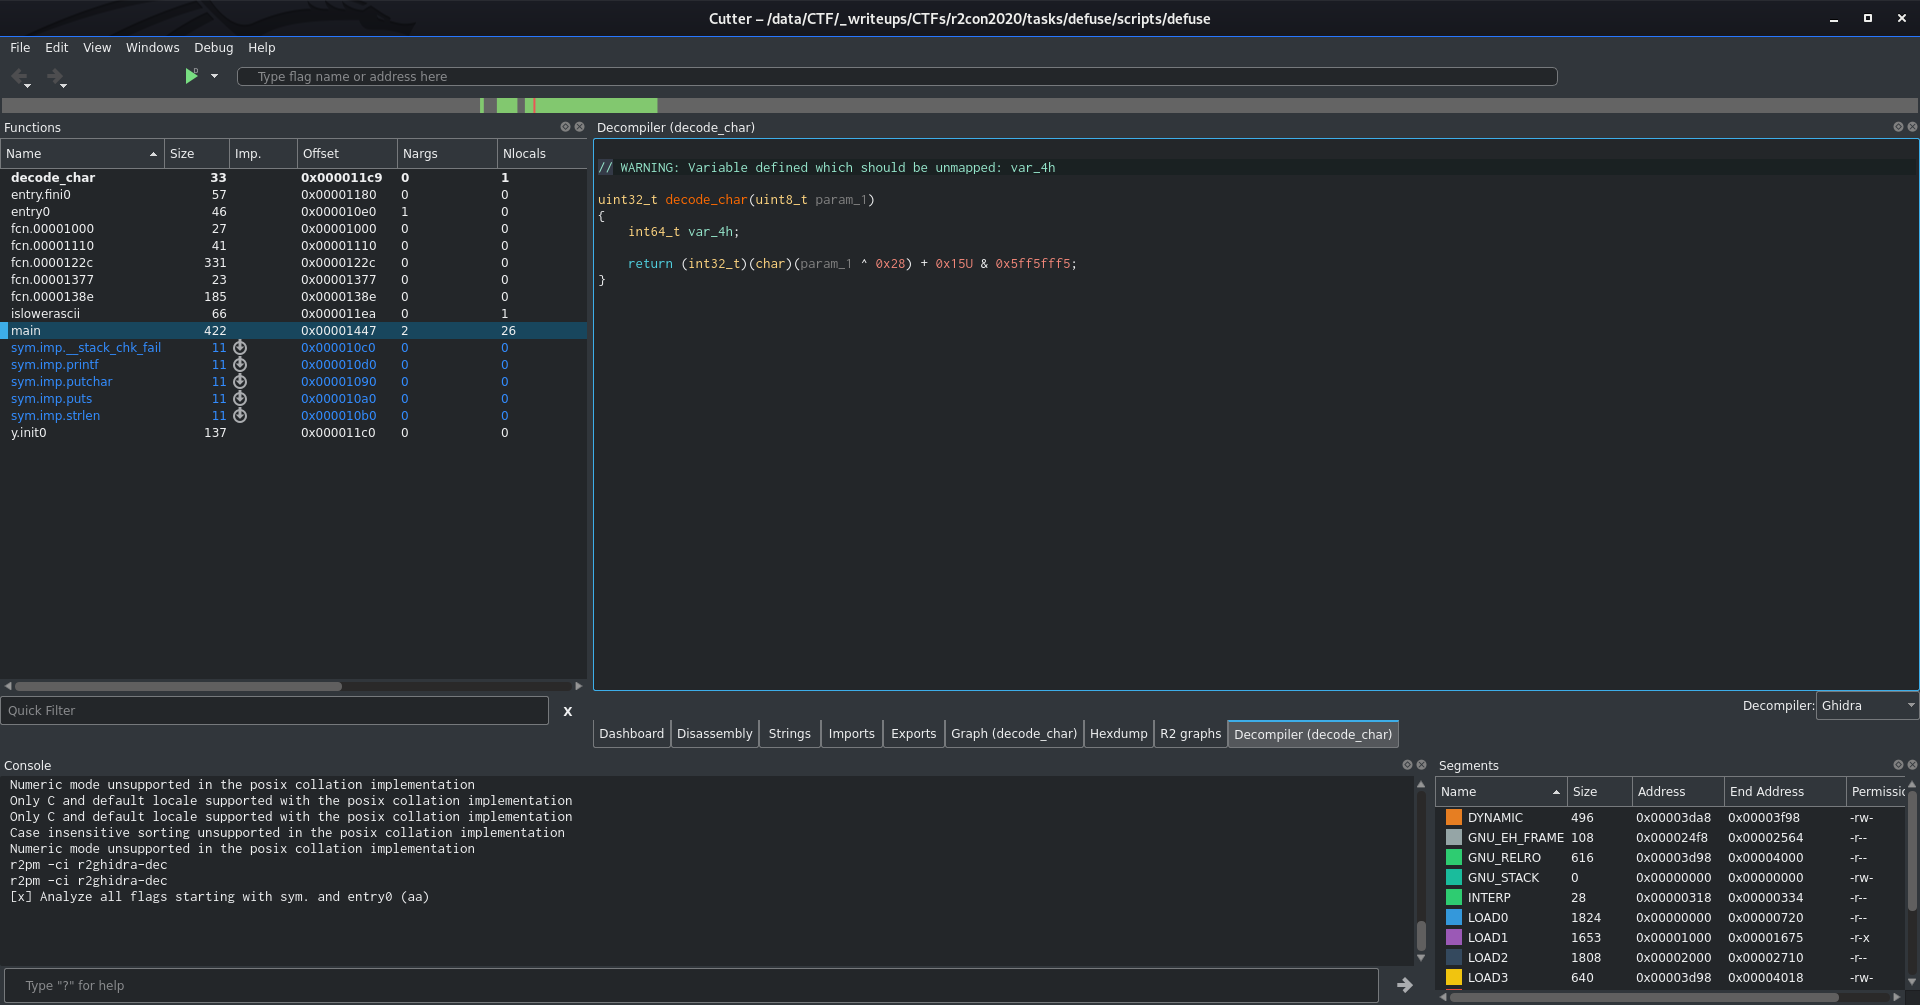 Cutter – /data/CTF/_writeups/CTFs/r2con2020/tasks/defuse/scripts/defuse
File Edit View Windows Debug Help
Type flag name or address here
Functions
Name Size Imp. Offset Nargs Nlocals
decode_char 33 0x000011c9 0 1
entry.fini0 57 0x00001180 0 0
entry0 46 0x000010e0 1 0
fcn.00001000 27 0x00001000 0 0
fcn.00001110 41 0x00001110 0 0
fcn.0000122c 331 0x0000122c 0 0
fcn.00001377 23 0x00001377 0 0
fcn.0000138e 185 0x0000138e 0 0
islowerascii 66 0x000011ea 0 1
main 422 0x00001447 2 26
sym.imp.__stack_chk_fail 11 0x000010c0 0 0
sym.imp.printf 11 0x000010d0 0 0
sym.imp.putchar 11 0x00001090 0 0
sym.imp.puts 11 0x000010a0 0 0
sym.imp.strlen 11 0x000010b0 0 0
y.init0 137 0x000011c0 0 0
Quick Filter X
Decompiler (decode_char)
// WARNING: Variable defined which should be unmapped: var_4h
uint32_t decode_char(uint8_t param_1)
{
int64_t var_4h;
return (int32_t)(char)(param_1 ^ 0x28) + 0x15U & 0x5ff5fff5;
}
Decompiler: Ghidra
Dashboard Disassembly Strings Imports Exports Graph (decode_char) Hexdump R2 graphs Decompiler (decode_char)
Console
Numeric mode unsupported in the posix collation implementation
Only C and default locale supported with the posix collation implementation
Only C and default locale supported with the posix collation implementation
Case insensitive sorting unsupported in the posix collation implementation
Numeric mode unsupported in the posix collation implementation
r2pm -ci r2ghidra-dec
r2pm -ci r2ghidra-dec
[x] Analyze all flags starting with sym. and entry0 (aa)
Type "?" for help
Segments
Name Size Address End Address Permissic
DYNAMIC 496 0x00003da8 0x00003f98 -rw-
GNU_EH_FRAME 108 0x000024f8 0x00002564 -r--
GNU_RELRO 616 0x00003d98 0x00004000 -r--
GNU_STACK 0 0x00000000 0x00000000 -rw-
INTERP 28 0x00000318 0x00000334 -r--
LOAD0 1824 0x00000000 0x00000720 -r--
LOAD1 1653 0x00001000 0x00001675 -r-x
LOAD2 1808 0x00002000 0x00002710 -r--
LOAD3 640 0x00003d98 0x00004018 -rw-